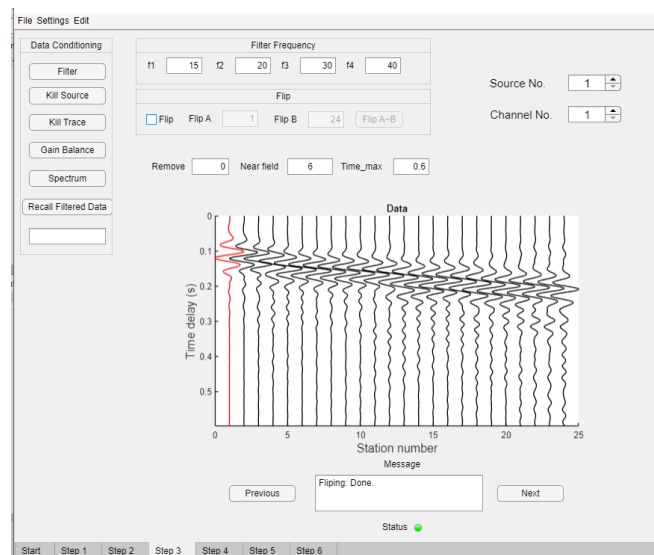 File Settings Edit
Data Conditioning
Filter
Kill Source
Kill Trace
Gain Balance
Spectrum
Recall Filtered Data
Filter Frequency
f1 15 f2 20 f3 30 f4 40
Flip
Flip Flip A 1 Flip B 24 Flip A~B
Source No. 1
Channel No. 1
Remove 0 Near field 6 Time_max 0.6
Data
0
0.1
0.2
0.3
0.4
0.5
Time delay (s)
0 5 10 15 20 25
Station number
Message
Fliping: Done.
Previous
Next
Status
Start Step 1 Step 2 Step 3 Step 4 Step 5 Step 6